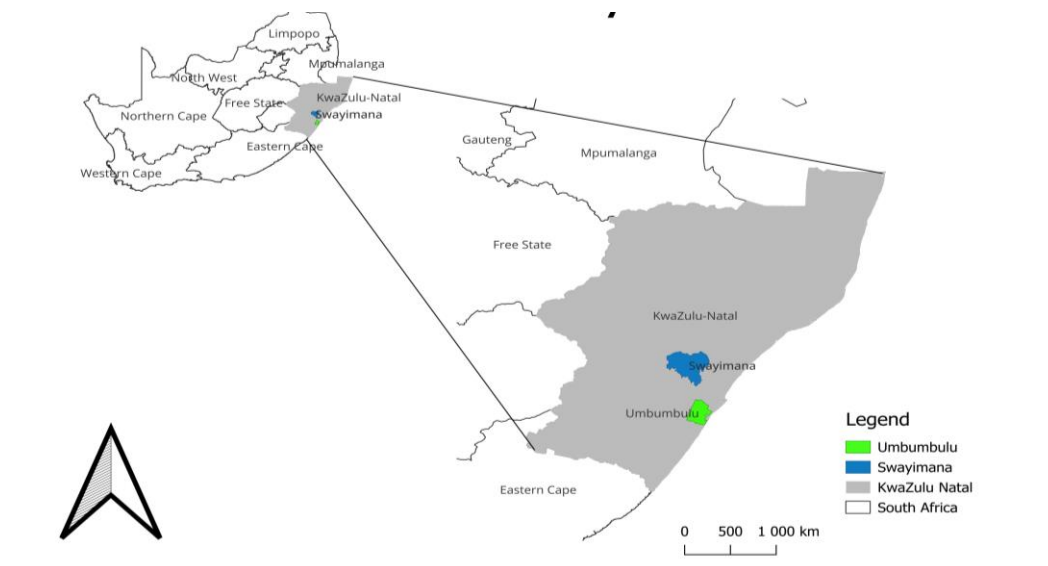 Limpopo
Mpumalanga
North West
KwaZulu-Natal
Free State
Swayimana
Northern Cape
Eastern Cape
Western Cape
Gauteng
Mpumalanga
Free State
KwaZulu-Natal
Swayimana
Umbumbulu
Eastern Cape
Legend
Umbumbulu
Swayimana
KwaZulu Natal
South Africa
0 500 1 000 km